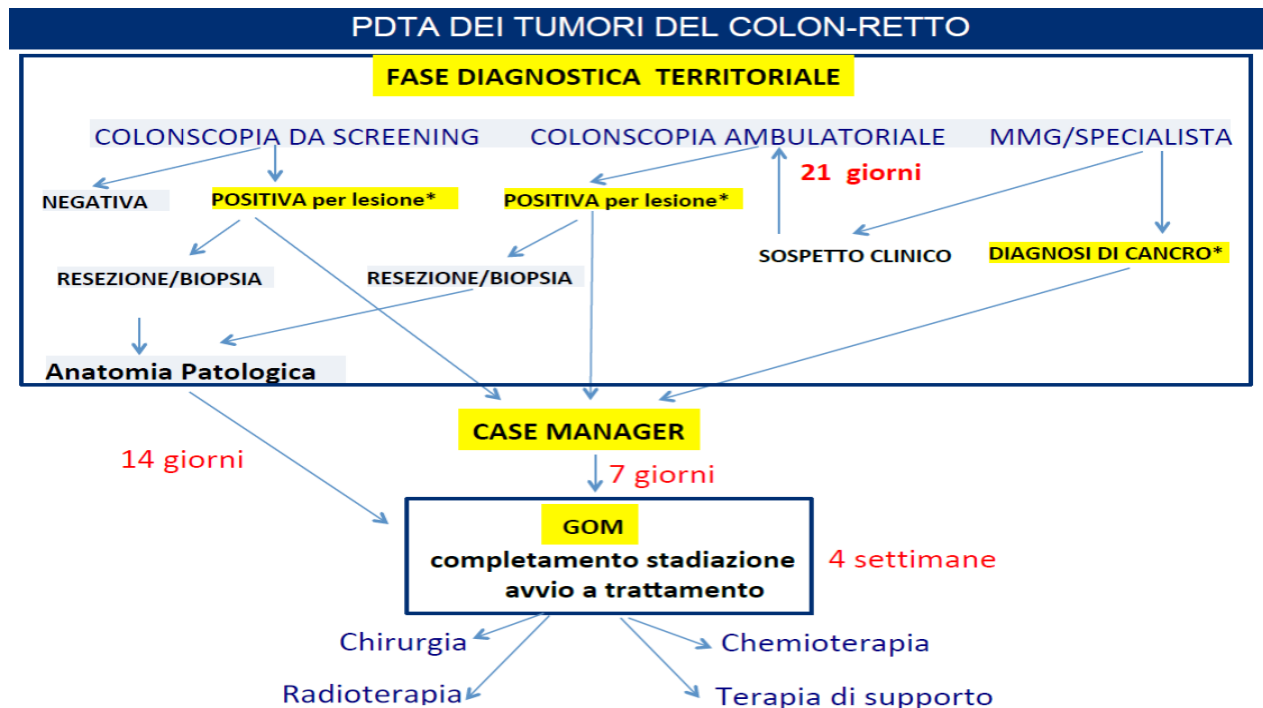 PDTA DEI TUMORI DEL COLON-RETTO
FASE DIAGNOSTICA TERRITORIALE
COLONSCOPIA DA SCREENING
COLONSCOPIA AMBULATORIALE
MMG/SPECIALISTA
21 giorni
NEGATIVA
POSITIVA per lesione*
POSITIVA per lesione*
SOSPETTO CLINICO
DIAGNOSI DI CANCRO*
RESEZIONE/BIOPSIA
RESEZIONE/BIOPSIA
Anatomia Patologica
CASE MANAGER
14 giorni
7 giorni
GOM
completamento stadiazione
avvio a trattamento
4 settimane
Chirurgia
Chemioterapia
Radioterapia
Terapia di supporto